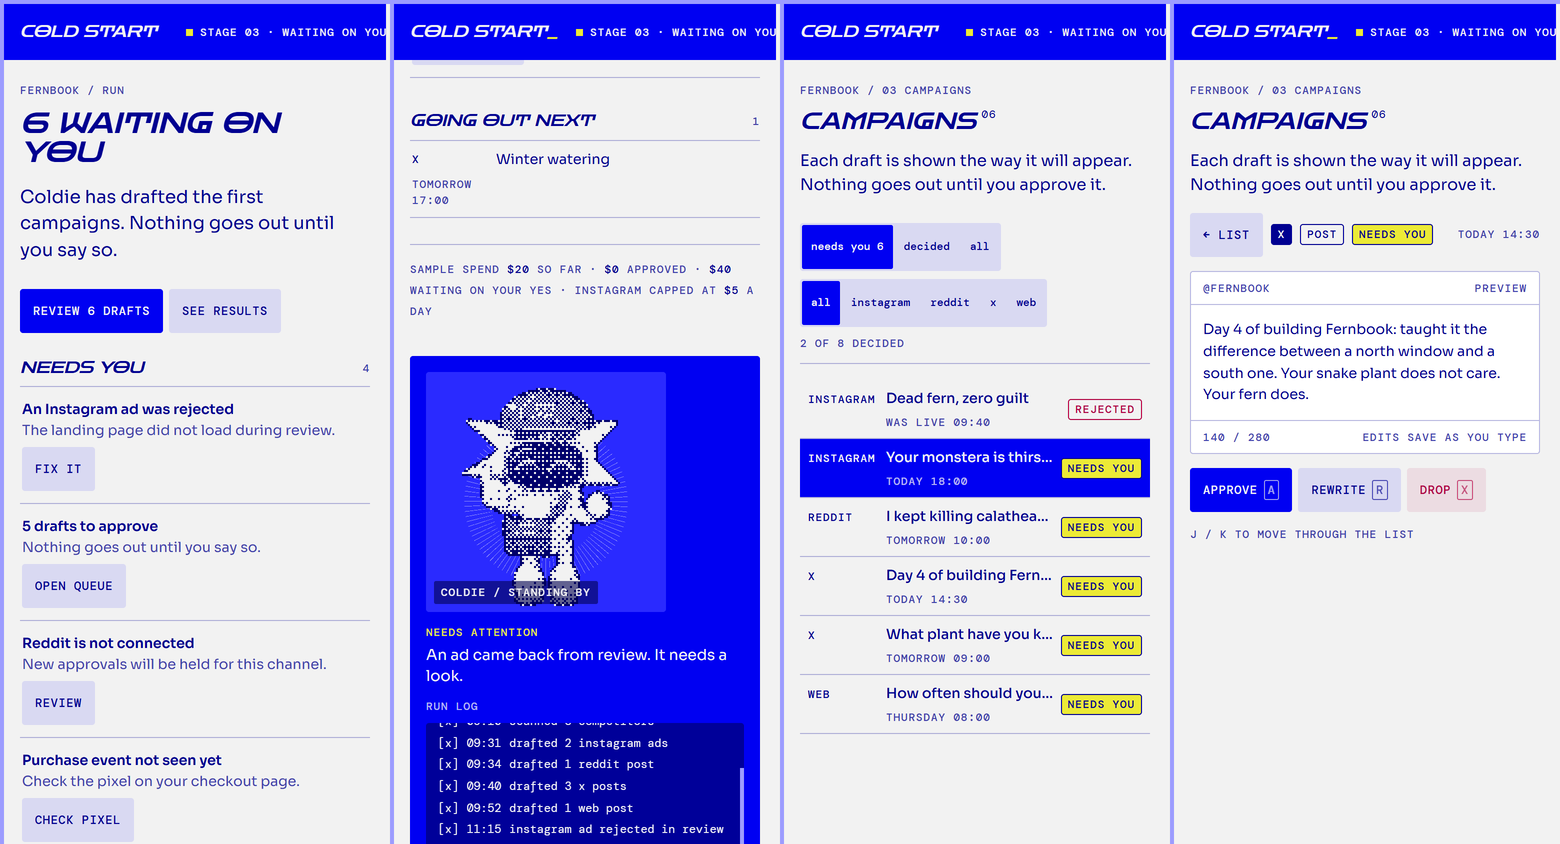 COLD START
STAGE 03 · WAITING ON YOU
FERNBOOK / RUN
6 WAITING ON
YOU
Coldie has drafted the first
campaigns. Nothing goes out until
you say so.
REVIEW 6 DRAFTS
SEE RESULTS
NEEDS YOU
4
An Instagram ad was rejected
The landing page did not load during review.
FIX IT
5 drafts to approve
Nothing goes out until you say so.
OPEN QUEUE
Reddit is not connected
New approvals will be held for this channel.
REVIEW
Purchase event not seen yet
Check the pixel on your checkout page.
CHECK PIXEL
COLD START_
STAGE 03 · WAITING ON YOU
GOING OUT NEXT
1
X
Winter watering
TOMORROW
17:00
SAMPLE SPEND $20 SO FAR · $0 APPROVED · $40
WAITING ON YOUR YES · INSTAGRAM CAPPED AT $5 A
DAY
COLDIE / STANDING BY
NEEDS ATTENTION
An ad came back from review. It needs a
look.
RUN LOG
[x] 09:31 drafted 2 instagram ads
[x] 09:34 drafted 1 reddit post
[x] 09:40 drafted 3 x posts
[x] 09:52 drafted 1 web post
[x] 11:15 instagram ad rejected in review
COLD START
STAGE 03 · WAITING ON YOU
FERNBOOK / 03 CAMPAIGNS
CAMPAIGNS 06
Each draft is shown the way it will appear.
Nothing goes out until you approve it.
needs you 6
decided
all
all
instagram
reddit
x
web
2 OF 8 DECIDED
INSTAGRAM
Dead fern, zero guilt
WAS LIVE 09:40
REJECTED
INSTAGRAM
Your monstera is thirs...
TODAY 18:00
NEEDS YOU
REDDIT
I kept killing calathea...
TOMORROW 10:00
NEEDS YOU
X
Day 4 of building Fern...
TODAY 14:30
NEEDS YOU
X
What plant have you k...
TOMORROW 09:00
NEEDS YOU
WEB
How often should you...
THURSDAY 08:00
NEEDS YOU
COLD START_
STAGE 03 · WAITING ON YOU
FERNBOOK / 03 CAMPAIGNS
CAMPAIGNS 06
Each draft is shown the way it will appear.
Nothing goes out until you approve it.
← LIST
X
POST
NEEDS YOU
TODAY 14:30
@FERNBOOK
PREVIEW
Day 4 of building Fernbook: taught it the
difference between a north window and a
south one. Your snake plant does not care.
Your fern does.
140 / 280
EDITS SAVE AS YOU TYPE
APPROVE A
REWRITE R
DROP X
J / K TO MOVE THROUGH THE LIST